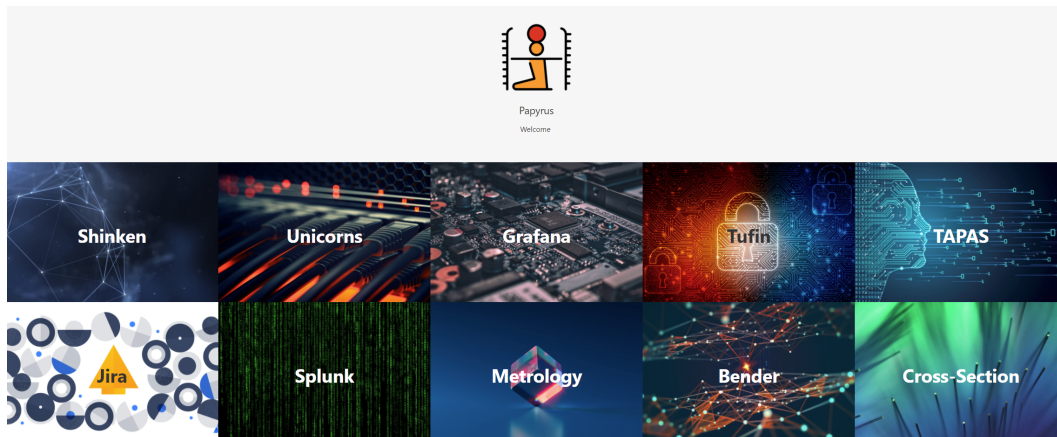 Papyrus
Welcome
Shinken
Unicorns
Grafana
Tufin
TAPAS
Jira
Splunk
Metrology
Bender
Cross-Section